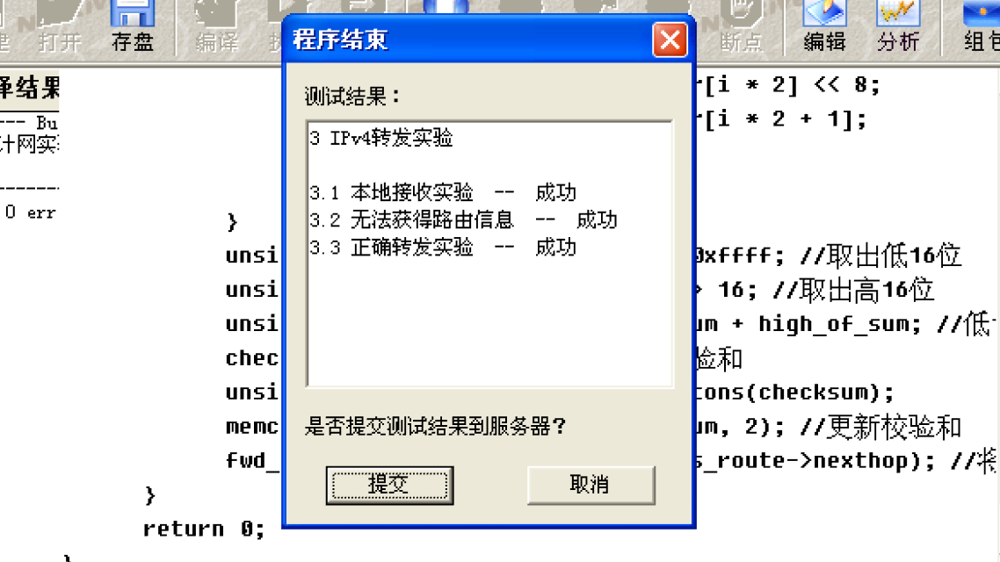 打开 存盘 编译 断点 编辑 分析
程序结束
译结果
--- Bu
计网实
-------
0 err
测试结果：
3 IPv4转发实验
3.1 本地接收实验 -- 成功
3.2 无法获得路由信息 -- 成功
3.3 正确转发实验 -- 成功
是否提交测试结果到服务器?
提交 取消
[i * 2] << 8;
[i * 2 + 1];
}
unsi 0xffff; //取出低16位
unsi > 16; //取出高16位
unsi um + high_of_sum; //低
chec 验和
unsi tons(checksum);
memc um, 2); //更新校验和
fwd_ s_route->nexthop); //将
}
return 0;